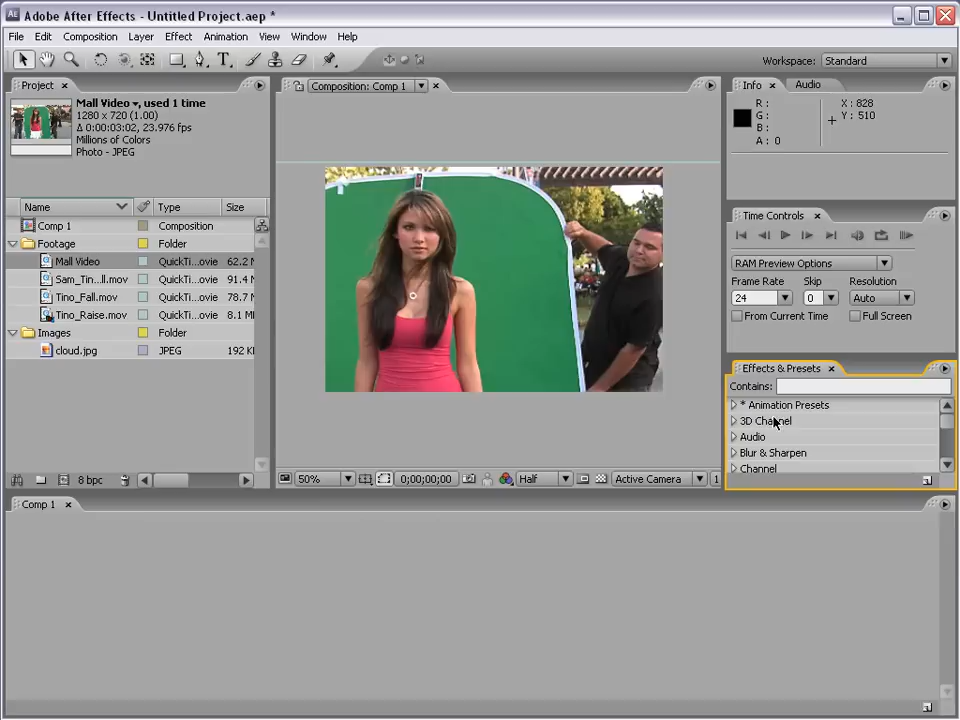 Adobe After Effects - Untitled Project.aep *
File Edit Composition Layer Effect Animation View Window Help
Workspace: Standard
Project
Mall Video, used 1 time
1280 x 720 (1.00)
Δ 0:00:03:02, 23.976 fps
Millions of Colors
Photo - JPEG
Name Type Size
Comp 1 Composition
Footage Folder
Mall Video QuickTi...ovie 62.2 M
Sam_Tin...ll.mov QuickTi...ovie 91.4 M
Tino_Fall.mov QuickTi...ovie 78.7 M
Tino_Raise.mov QuickTi...ovie 8.1 M
Images Folder
cloud.jpg JPEG 192 K
8 bpc
Composition: Comp 1
50% 0;00;00;00 Half Active Camera 1
Info Audio
R :
G :
B :
A : 0
X : 828
Y : 510
Time Controls
RAM Preview Options
Frame Rate Skip Resolution
24 0 Auto
From Current Time Full Screen
Effects & Presets
Contains:
* Animation Presets
3D Channel
Audio
Blur & Sharpen
Channel
Comp 1